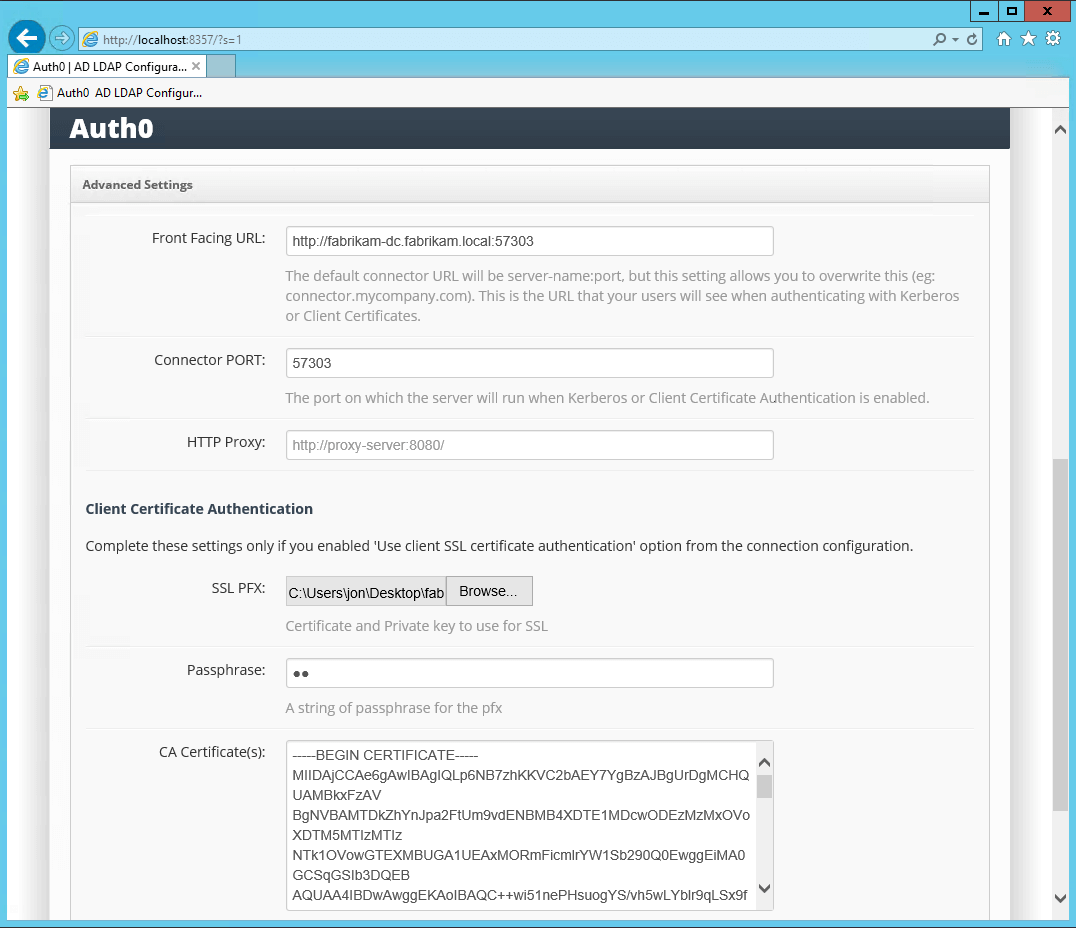 http://localhost:8357/?s=1
Auth0 | AD LDAP Configura...
Auth0 AD LDAP Configur...
Auth0
Advanced Settings
Front Facing URL:
http://fabrikam-dc.fabrikam.local:57303
The default connector URL will be server-name:port, but this setting allows you to overwrite this (eg:
connector.mycompany.com). This is the URL that your users will see when authenticating with Kerberos
or Client Certificates.
Connector PORT:
57303
The port on which the server will run when Kerberos or Client Certificate Authentication is enabled.
HTTP Proxy:
http://proxy-server:8080/
Client Certificate Authentication
Complete these settings only if you enabled 'Use client SSL certificate authentication' option from the connection configuration.
SSL PFX:
C:\Users\jon\Desktop\fab
Browse...
Certificate and Private key to use for SSL
Passphrase:
●●
A string of passphrase for the pfx
CA Certificate(s):
-----BEGIN CERTIFICATE-----
MIIDAjCCAe6gAwIBAgIQLp6NB7zhKKVC2bAEY7YgBzAJBgUrDgMCHQ
UAMBkxFzAV
BgNVBAMTDkZhYnJpa2FtUm9vdENBMB4XDTE1MDcwODEzMzMxOVo
XDTM5MTIzMTIz
NTk1OVowGTEXMBUGA1UEAxMORmFicmlrYW1Sb290Q0EwggEiMA0
GCSqGSIb3DQEB
AQUAA4IBDwAwggEKAoIBAQC++wi51nePHsuogYS/vh5wLYblr9qLSx9f